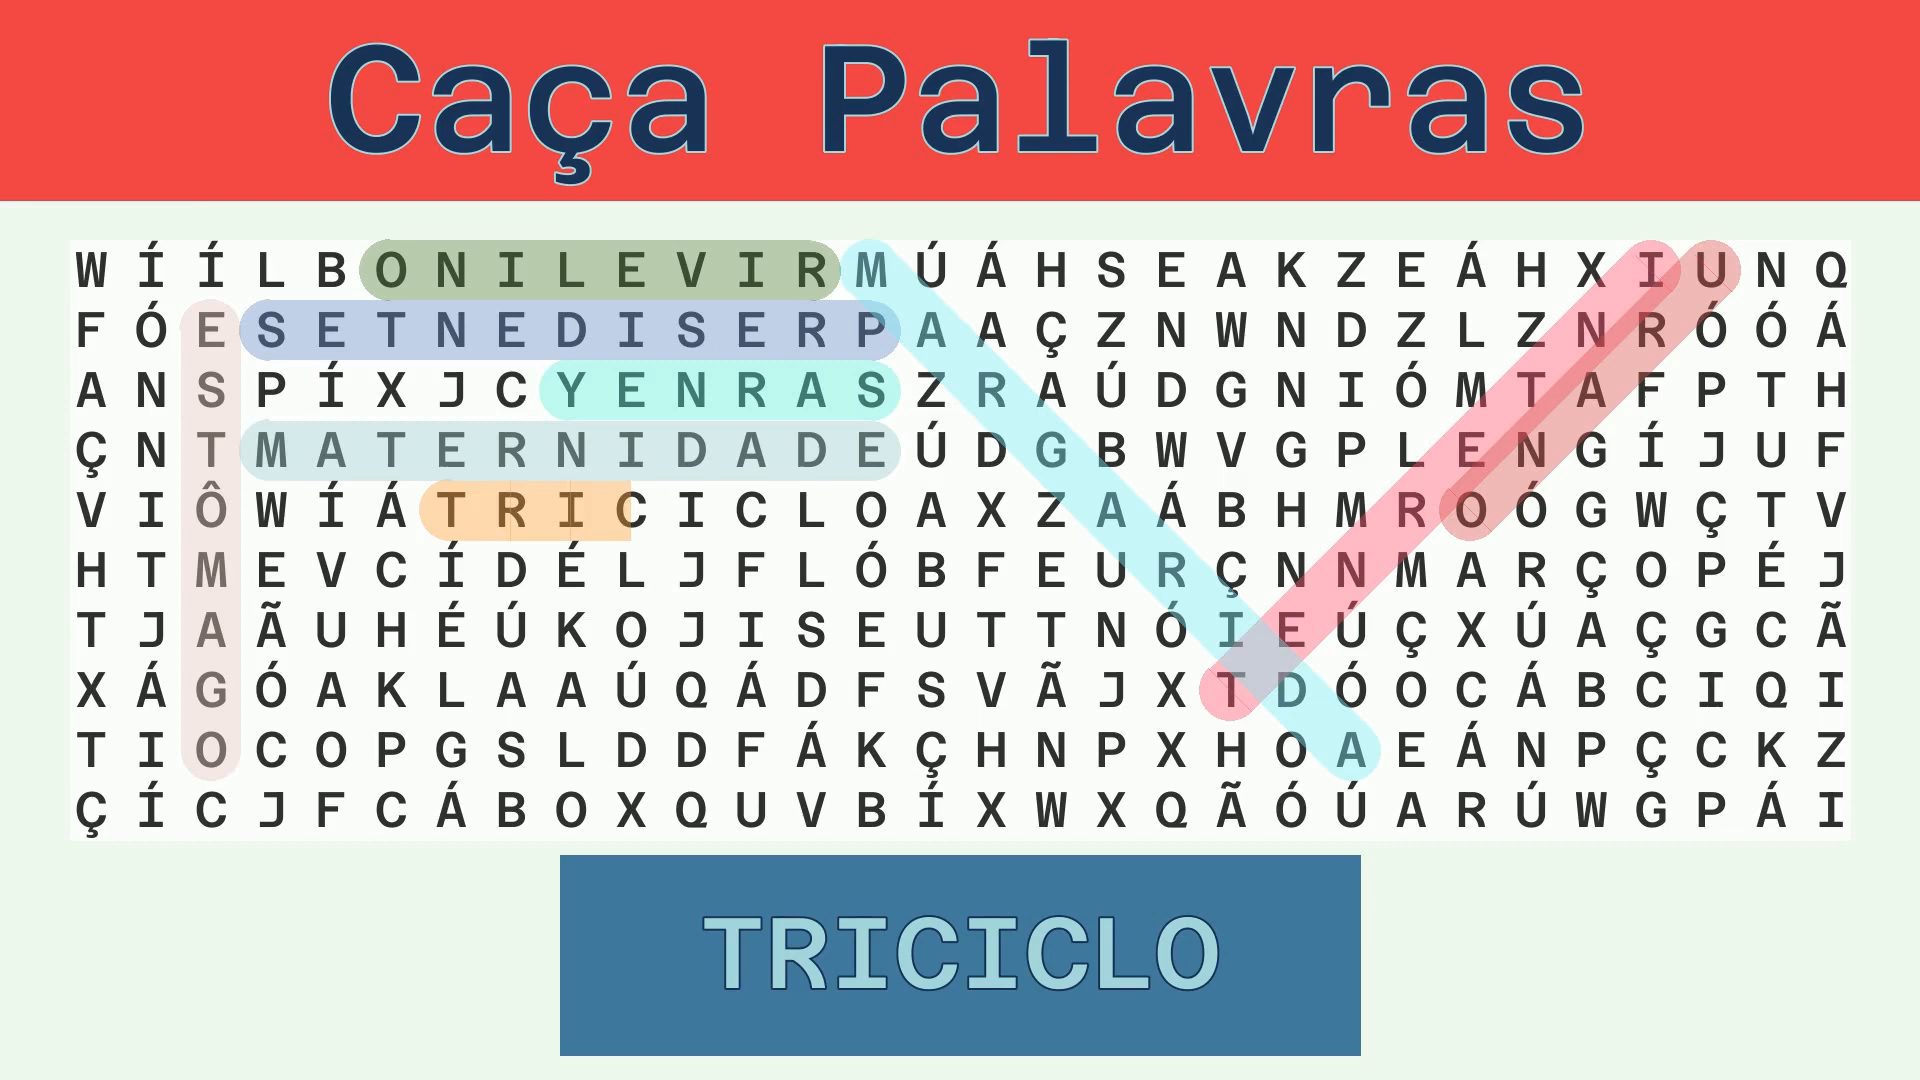 Caça Palavras
W Í Í L B O N I L E V I R M Ú Á H S E A K Z E Á H X I U N Q
F Ó E S E T N E D I S E R P A A Ç Z N W N D Z L Z N R Ó Ó Á
A N S P Í X J C Y E N R A S Z R A Ú D G N I Ó M T A F P T H
Ç N T M A T E R N I D A D E Ú D G B W V G P L E N G Í J U F
V I Ô W Í Á T R I C I C L O A X Z A Á B H M R O Ó G W Ç T V
H T M E V C Í D É L J F L Ó B F E U R Ç N N M A R Ç O P É J
T J A Ã U H É Ú K O J I S E U T T N Ó I E Ú Ç X Ú A Ç G C Ã
X Á G Ó A K L A A Ú Q Á D F S V Ã J X T D Ó O C Á B C I Q I
T I O C O P G S L D D F Á K Ç H N P X H O A E Á N P Ç C K Z
Ç Í C J F C Á B O X Q U V B Í X W X Q Ã Ó Ú A R Ú W G P Á I
TRICICLO